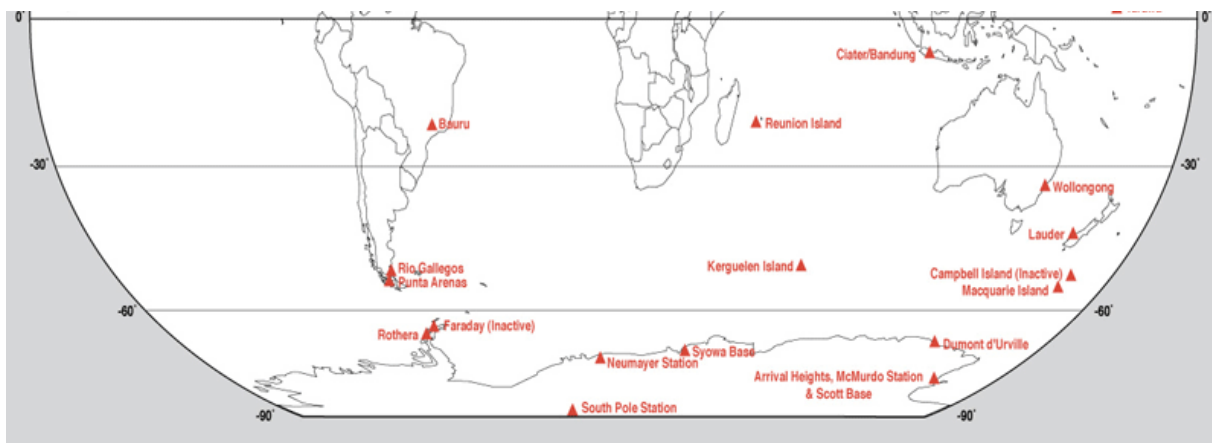 0°
0°
Ciater/Bandung
Bauru
Reunion Island
-30°
-30°
Wollongong
Lauder
Rio Gallegos
Punta Arenas
Kerguelen Island
Campbell Island (Inactive)
Macquarie Island
-60°
-60°
Faraday (Inactive)
Rothera
Dumont d'Urville
Syowa Base
Neumayer Station
Arrival Heights, McMurdo Station
& Scott Base
South Pole Station
-90°
-90°